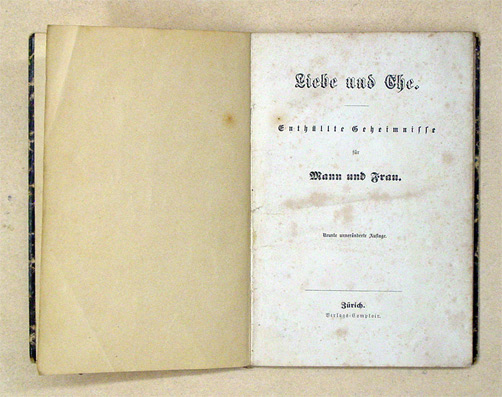 Liebe und Ehe.
Enthüllte Geheimnisse
für
Mann und Frau.
Neunte unveränderte Auflage.
Zürich.
Verlags-Comptoir.